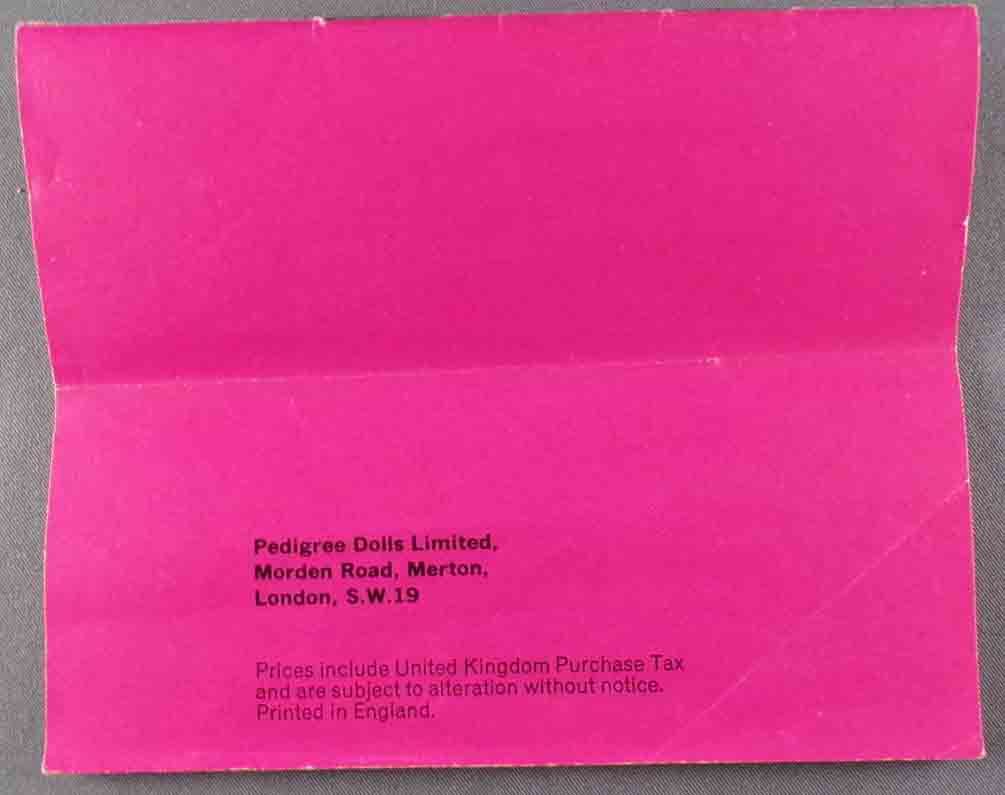 Pedigree Dolls Limited,
Morden Road, Merton,
London, S.W.19
Prices include United Kingdom Purchase Tax
and are subject to alteration without notice.
Printed in England.